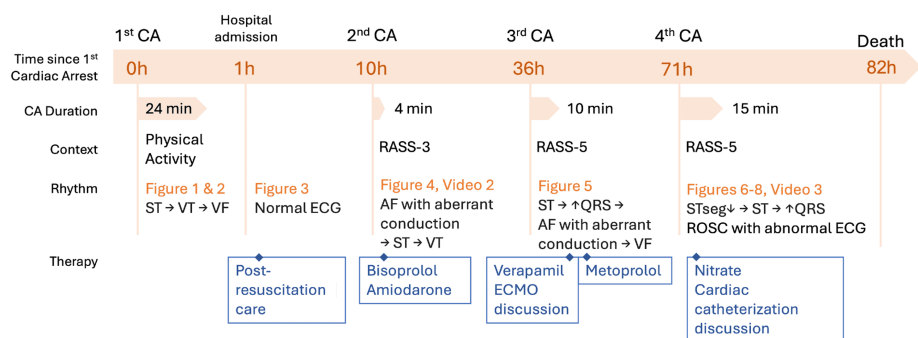 1st CA
Hospital
admission
2nd CA
3rd CA
4th CA
Death
Time since 1st
Cardiac Arrest
0h
1h
10h
36h
71h
82h
CA Duration
24 min
4 min
10 min
15 min
Context
Physical
Activity
RASS-3
RASS-5
RASS-5
Rhythm
Figure 1 & 2
ST → VT → VF
Figure 3
Normal ECG
Figure 4, Video 2
AF with aberrant
conduction
→ ST → VT
Figure 5
ST → ↑QRS →
AF with aberrant
conduction → VF
Figures 6-8, Video 3
STseg↓ → ST → ↑QRS
ROSC with abnormal ECG
Therapy
Post-
resuscitation
care
Bisoprolol
Amiodarone
Verapamil
ECMO
discussion
Metoprolol
Nitrate
Cardiac
catheterization
discussion